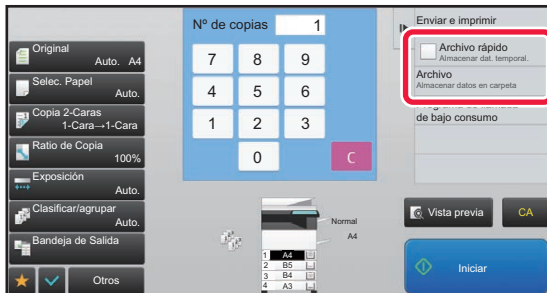 Nº de copias 1
Enviar e imprimir
Original
Auto. A4
Archivo rápido
Almacenar dat. temporal.
Selec. Papel
Auto.
Archivo
Almacenar datos en carpeta
7 8 9
4 5 6
1 2 3
0 C
Copia 2-Caras
1-Cara→1-Cara
de bajo consumo
Ratio de Copia
100%
Exposición
Auto.
Clasificar/agrupar
Auto.
Bandeja de Salida
Otros
Normal
A4
1 A4
2 B5
3 B4
4 A3
Vista previa
CA
Iniciar